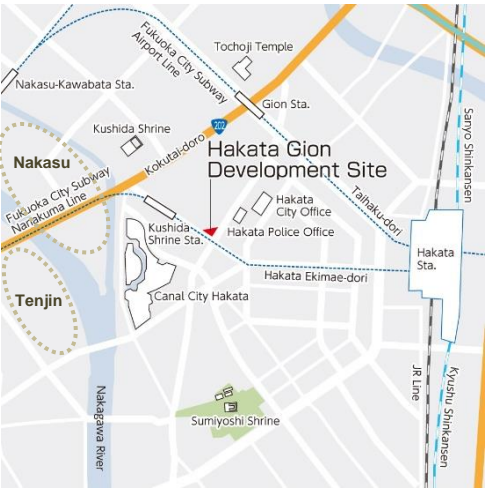 Tochoji Temple
Fukuoka City Subway
Airport Line
Nakasu-Kawabata Sta.
Gion Sta.
Sanyo Shinkansen
202
Kushida Shrine
Kokutai-doro
Hakata Gion
Development Site
Nakasu
Fukuoka City Subway
Nariakuma Line
Taihaku-dori
Hakata
City Office
Kushida-
Shrine Sta.
Hakata Police Office
Hakata
Sta.
Hakata Ekimae-dori
Tenjin
Canal City Hakata
JR Line
Kyushu Shinkansen
Nakagawa River
Sumiyoshi Shrine